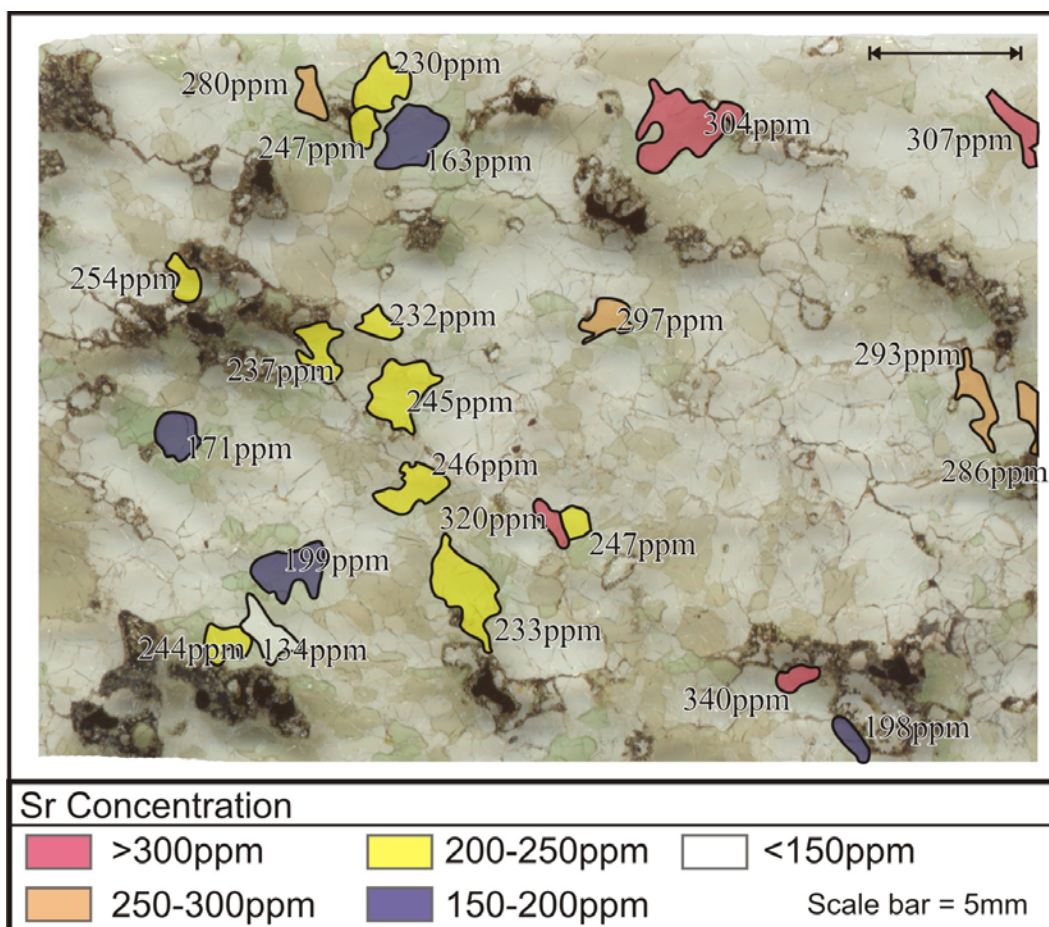 230ppm
280ppm
304ppm
307ppm
247ppm
163ppm
254ppm
232ppm
297ppm
237ppm
293ppm
245ppm
171ppm
246ppm
286ppm
320ppm
247ppm
199ppm
233ppm
244ppm
134ppm
340ppm
198ppm
Sr Concentration
>300ppm 200-250ppm <150ppm
250-300ppm 150-200ppm Scale bar = 5mm